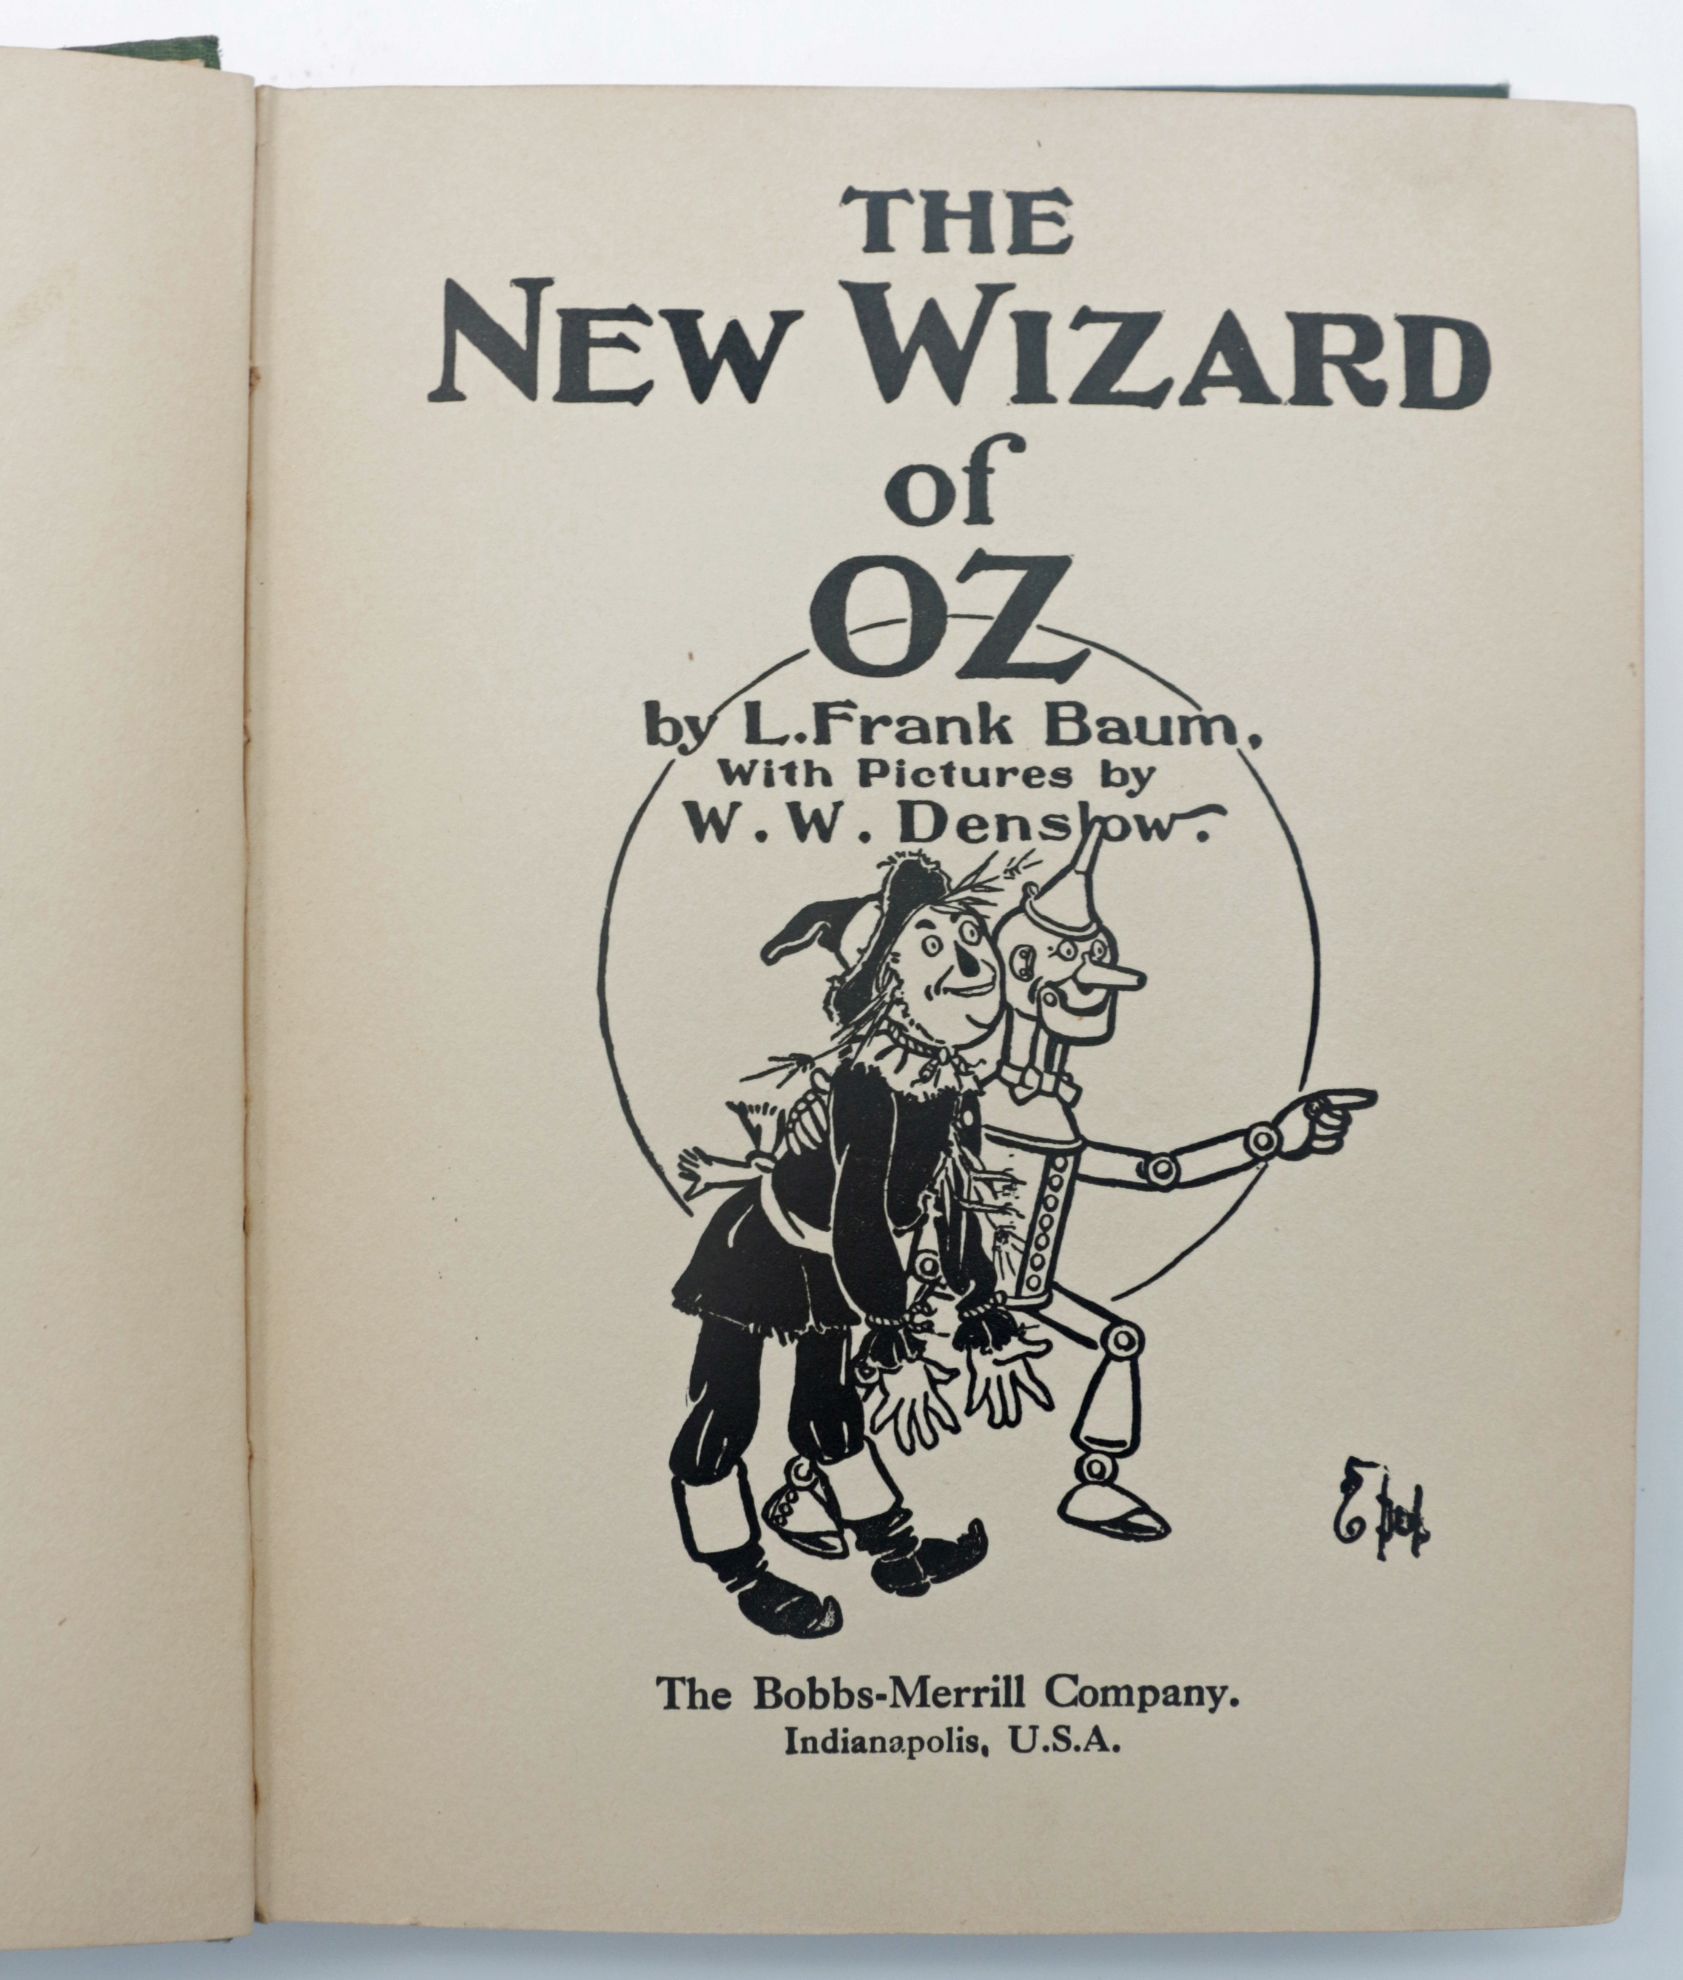 THE
NEW WIZARD
of
OZ
by L. Frank Baum,
With Pictures by
W. W. Denslow.
The Bobbs-Merrill Company.
Indianapolis, U.S.A.